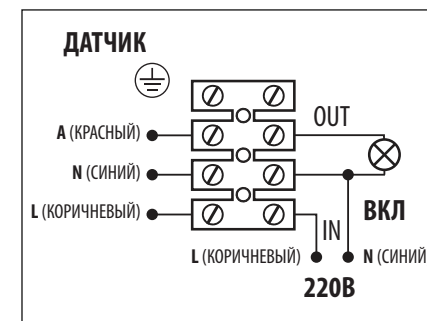 ДАТЧИК
OUT
A (КРАСНЫЙ)
N (СИНИЙ)
L (КОРИЧНЕВЫЙ)
ВКЛ
IN
L (КОРИЧНЕВЫЙ)
N (СИНИЙ
220В